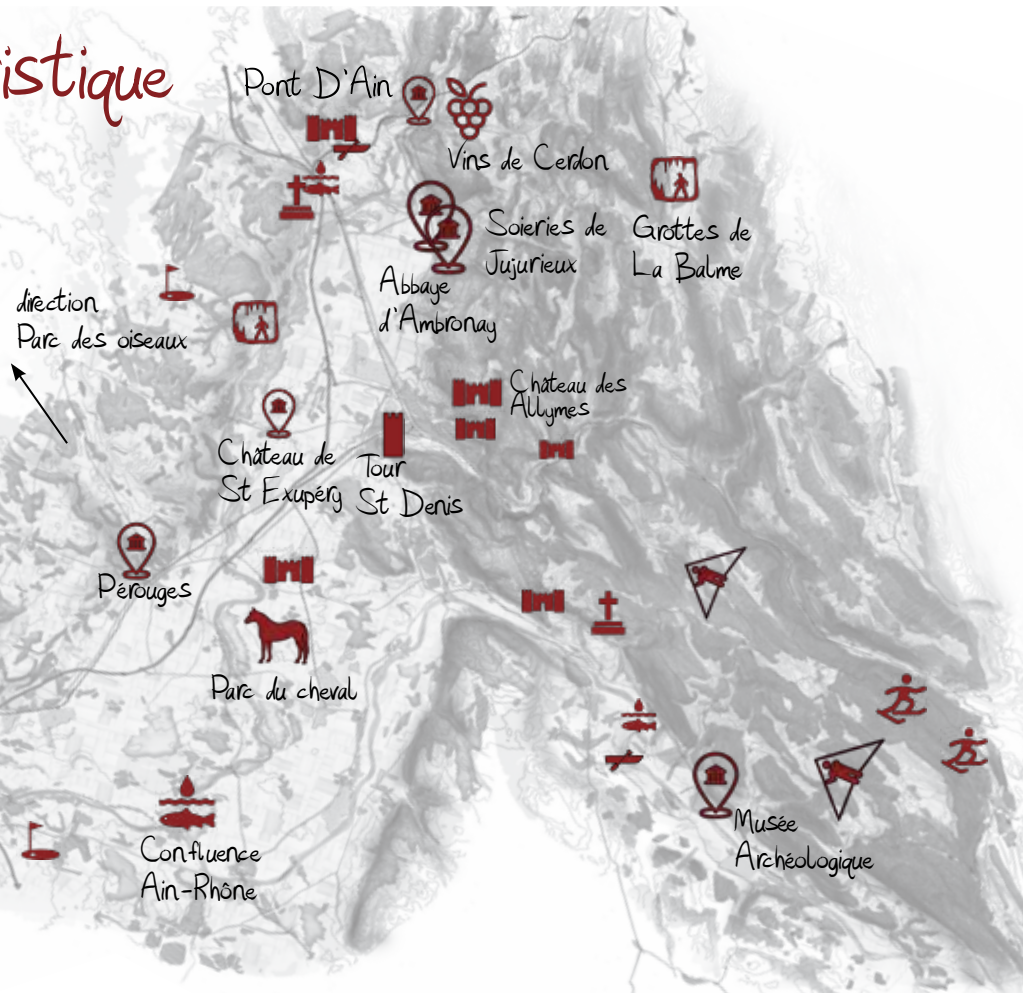 istique
Pont D'Ain
Vins de Cerdon
Soieries de
Jujurieux
Grottes de
La Balme
Abbaye
d'Ambronay
direction
Parc des oiseaux
Château des
Allymes
Château de
St Exupéry
Tour
St Denis
Pérouges
Parc du cheval
Musée
Archéologique
Confluence
Ain-Rhône